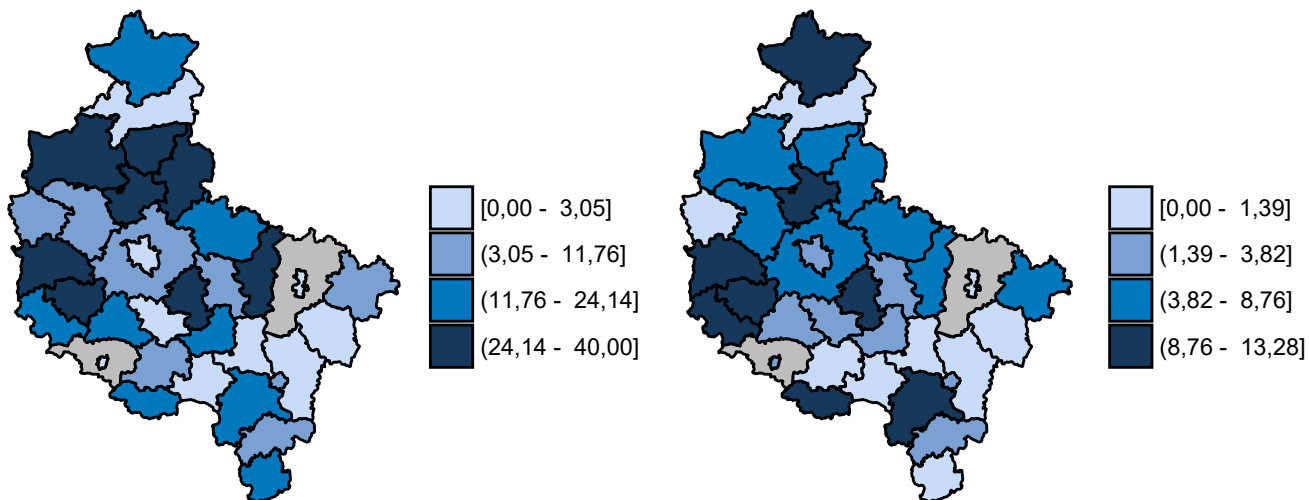 [0,00 - 3,05]
(3,05 - 11,76]
(11,76 - 24,14]
(24,14 - 40,00]
[0,00 - 1,39]
(1,39 - 3,82]
(3,82 - 8,76]
(8,76 - 13,28]